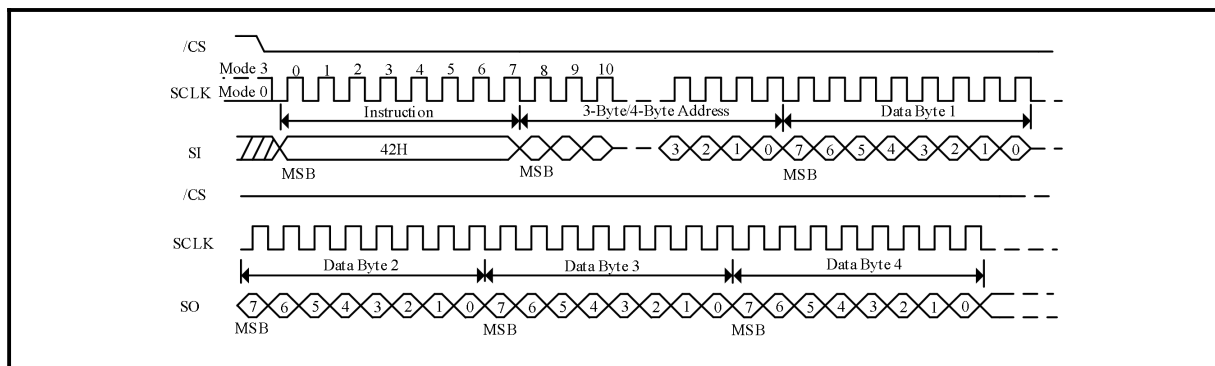 /CS
Mode 3 0 1 2 3 4 5 6 7 8 9 10
SCLK Mode 0
Instruction 3-Byte/4-Byte Address Data Byte 1
SI 42H 3 2 1 0 7 6 5 4 3 2 1 0
MSB MSB MSB
/CS
SCLK
Data Byte 2 Data Byte 3 Data Byte 4
SO 7 6 5 4 3 2 1 0 7 6 5 4 3 2 1 0 7 6 5 4 3 2 1 0
MSB MSB MSB